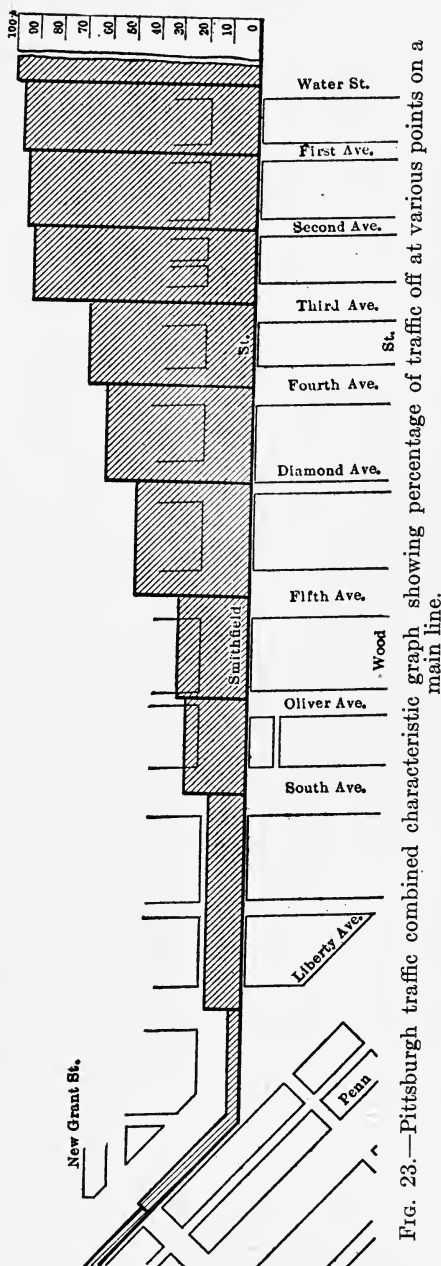 100%
90
80
70
60
50
40
30
20
10
0
Water St.
First Ave.
Second Ave.
Third Ave.
Fourth Ave.
Diamond Ave.
Fifth Ave.
Oliver Ave.
South Ave.
Liberty Ave.
Smithfield St.
Wood St.
Penn
New Grant St.
FIG. 23.—Pittsburgh traffic combined characteristic graph showing percentage of traffic off at various points on a
main line.